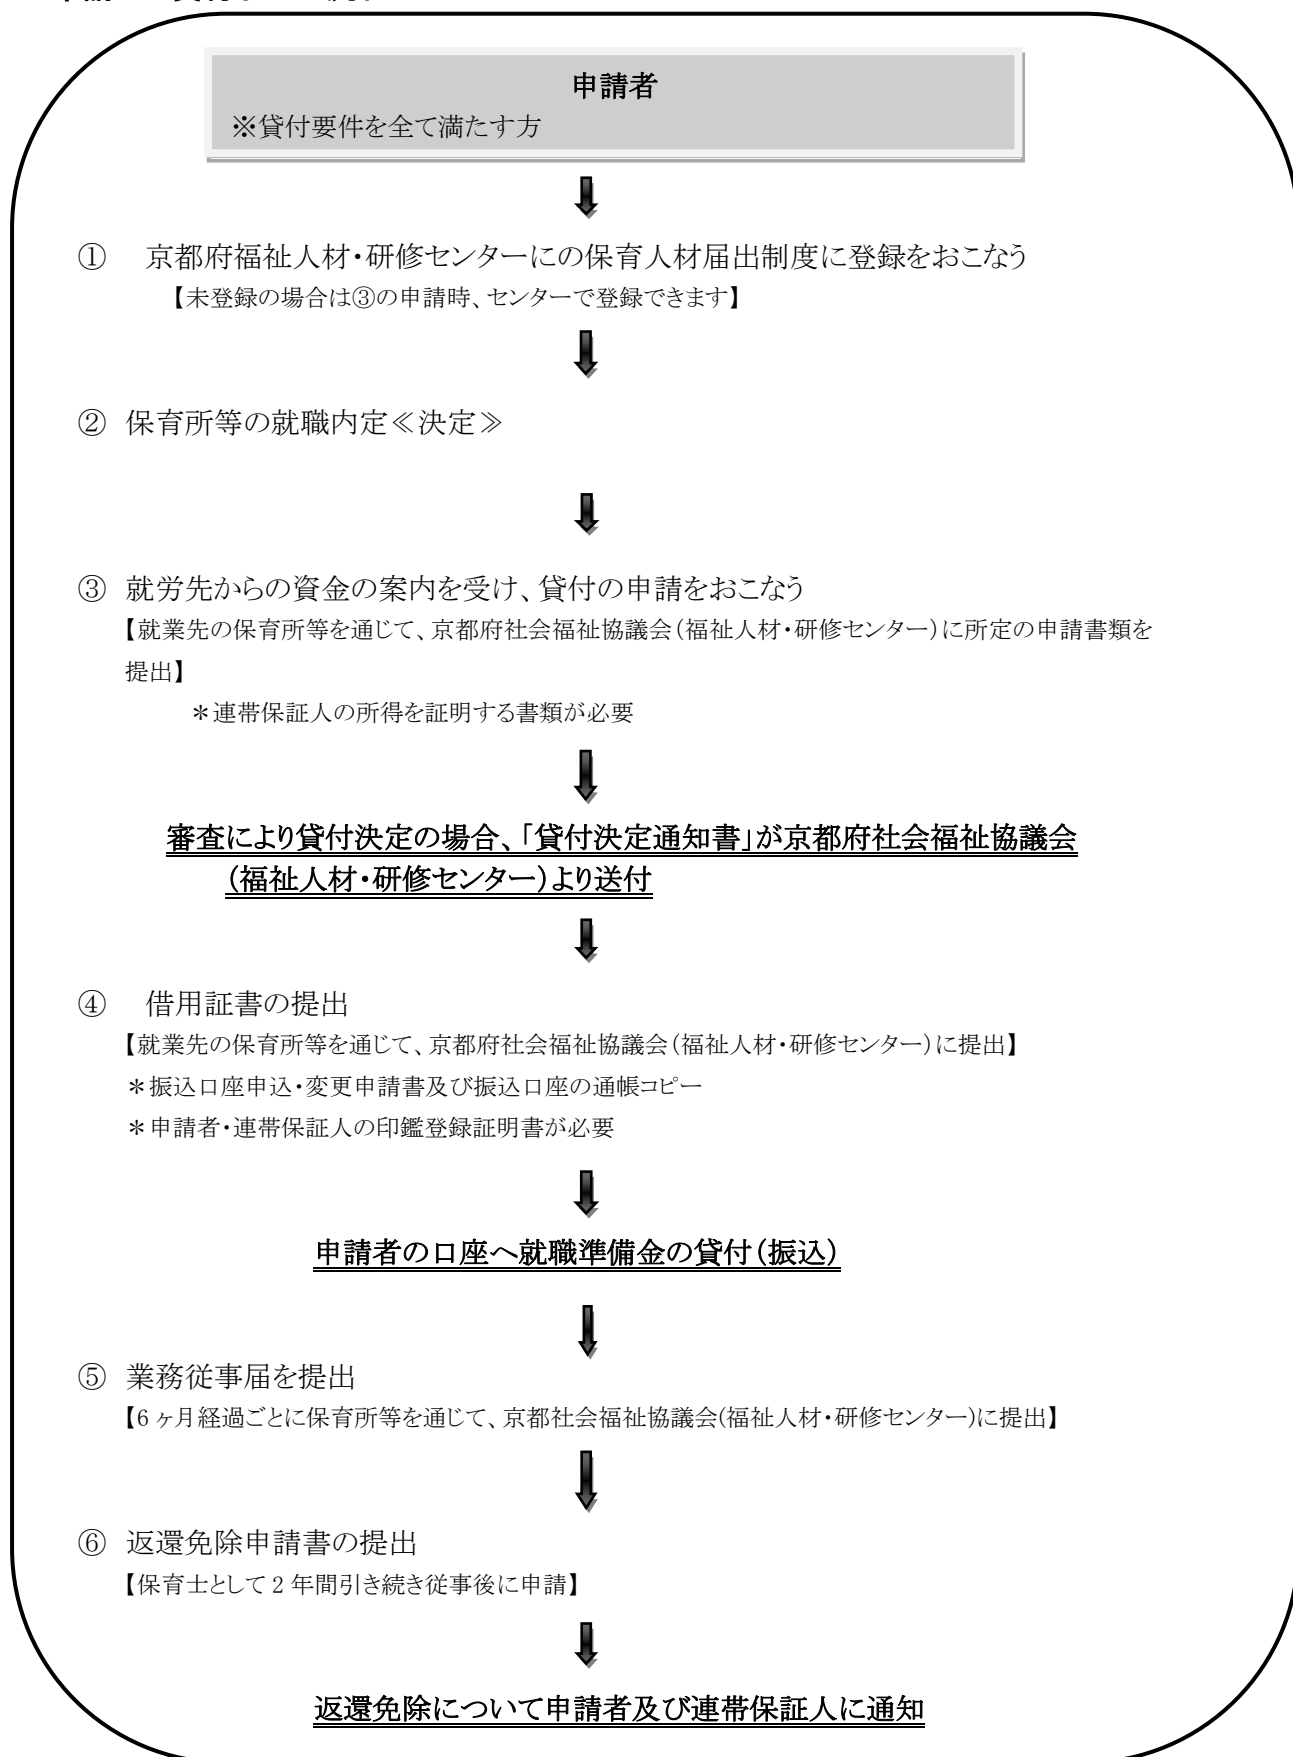 申請者
※貸付要件を全て満たす方
① 京都府福祉人材・研修センターにの保育人材届出制度に登録をおこなう
【未登録の場合は③の申請時、センターで登録できます】
② 保育所等の就職内定≪決定≫
③ 就労先からの資金の案内を受け、貸付の申請をおこなう
【就業先の保育所等を通じて、京都府社会福祉協議会（福祉人材・研修センター）に所定の申請書類を
提出】
＊連帯保証人の所得を証明する書類が必要
審査により貸付決定の場合、「貸付決定通知書」が京都府社会福祉協議会
（福祉人材・研修センター）より送付
④ 借用証書の提出
【就業先の保育所等を通じて、京都府社会福祉協議会（福祉人材・研修センター）に提出】
＊振込口座申込・変更申請書及び振込口座の通帳コピー
＊申請者・連帯保証人の印鑑登録証明書が必要
申請者の口座へ就職準備金の貸付（振込）
⑤ 業務従事届を提出
【6 ヶ月経過ごとに保育所等を通じて、京都社会福祉協議会(福祉人材・研修センター)に提出】
⑥ 返還免除申請書の提出
【保育士として 2 年間引き続き従事後に申請】
返還免除について申請者及び連帯保証人に通知